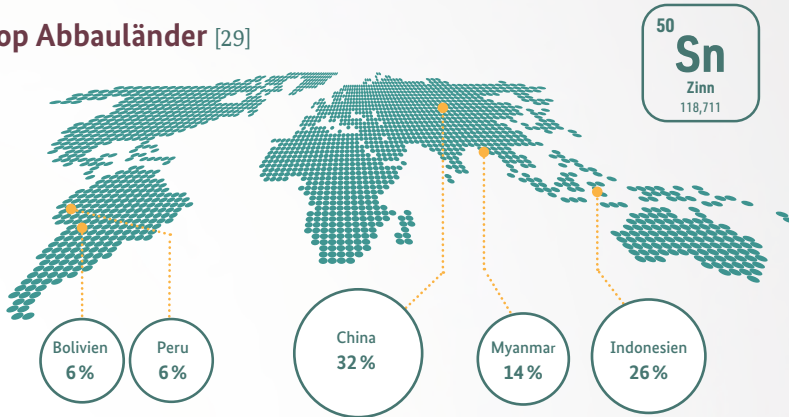 op Abbauländer [29]
50
Sn
Zinn
118,711
Bolivien
6 %
Peru
6 %
China
32 %
Myanmar
14 %
Indonesien
26 %